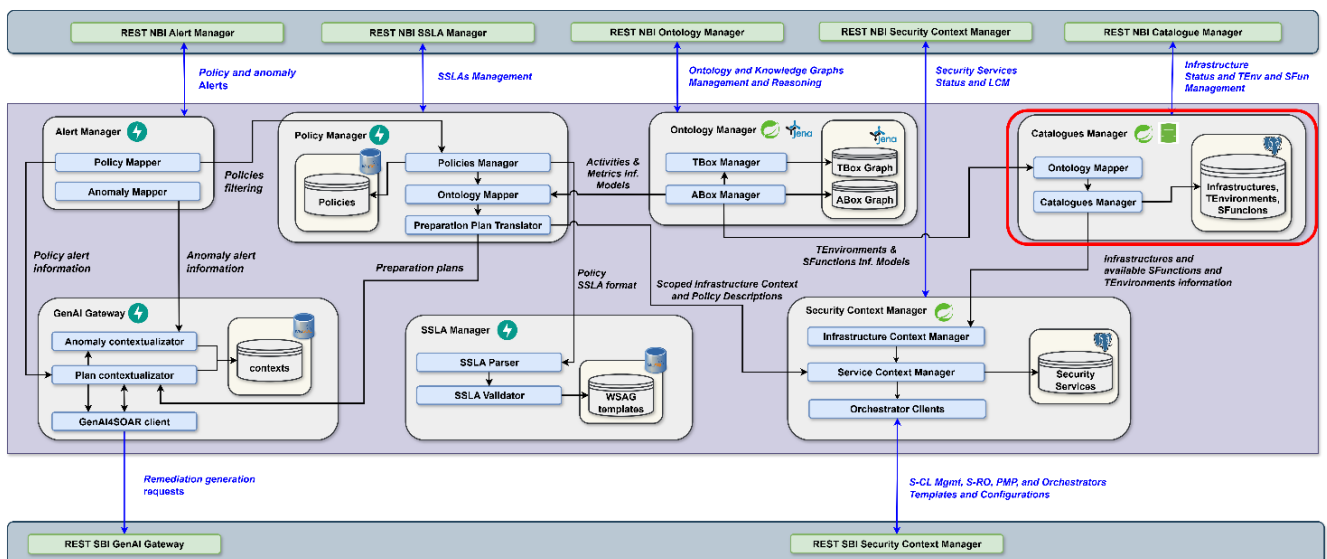 REST NBI Alert Manager
REST NBI SSLA Manager
REST NBI Ontology Manager
REST NBI Security Context Manager
REST NBI Catalogue Manager
Policy and anomaly
Alerts
SSLAs Management
Ontology and Knowledge Graphs
Management and Reasoning
Security Services
Status and LCM
Infrastructure
Status and TEnv and SFun
Management
Alert Manager
Policy Mapper
Anomaly Mapper
Policies
filtering
Policy Manager
Policies
Policies Manager
Ontology Mapper
Preparation Plan Translator
Activities &
Metrics Inf.
Models
Ontology Manager
Jena
TBox Manager
ABox Manager
Jena
TBox Graph
ABox Graph
Catalogues Manager
Ontology Mapper
Catalogues Manager
Infrastructures,
TEnvironments,
SFuncions
Policy alert
information
Anomaly alert
information
Preparation plans
Policy
SSLA format
TEnvironments &
SFunctions Inf. Models
Scoped Infrastructure Context
and Policy Descriptions
infrastructures and
available SFunctions and
TEnvironments information
GenAI Gateway
Anomaly contextualizator
Plan contextualizator
GenAI4SOAR client
contexts
SSLA Manager
SSLA Parser
SSLA Validator
WSAG
templates
Security Context Manager
Infrastructure Context Manager
Service Context Manager
Orchestrator Clients
Security
Services
Remediation generation
requests
S-CL Mgmt, S-RO, PMP, and Orchestrators
Templates and Configurations
REST SBI GenAI Gateway
REST SBI Security Context Manager